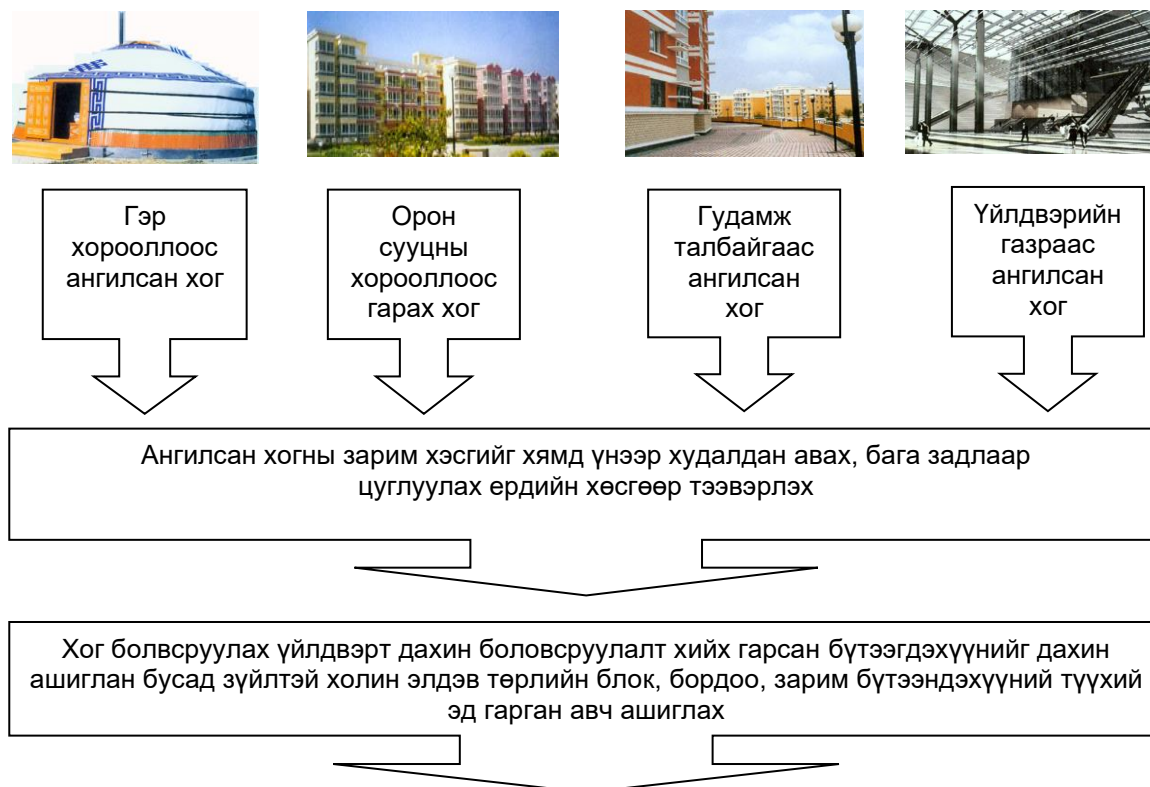 Гэр
хорооллоос
ангилсан хог
Орон
сууцны
хорооллоос
гарах хог
Гудамж
талбайгаас
ангилсан
хог
Үйлдвэрийн
газраас
ангилсан
хог
Ангилсан хогны зарим хэсгийг хямд үнээр худалдан авах, бага задлаар
цуглуулах ердийн хөсгөөр тээвэрлэх
Хог болвсруулах үйлдвэрт дахин боловсруулалт хийх гарсан бүтээгдэхүүнийг дахин
ашиглан бусад зүйлтэй холин элдэв төрлийн блок, бордоо, зарим бүтээндэхүүний түүхий
эд гарган авч ашиглах